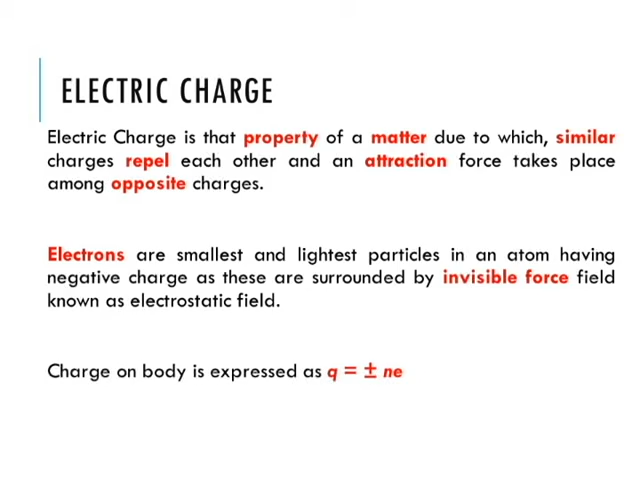 ELECTRIC CHARGE
Electric Charge is that property of a matter due to which, similar
charges repel each other and an attraction force takes place
among opposite charges.
Electrons are smallest and lightest particles in an atom having
negative charge as these are surrounded by invisible force field
known as electrostatic field.
Charge on body is expressed as q = ± ne